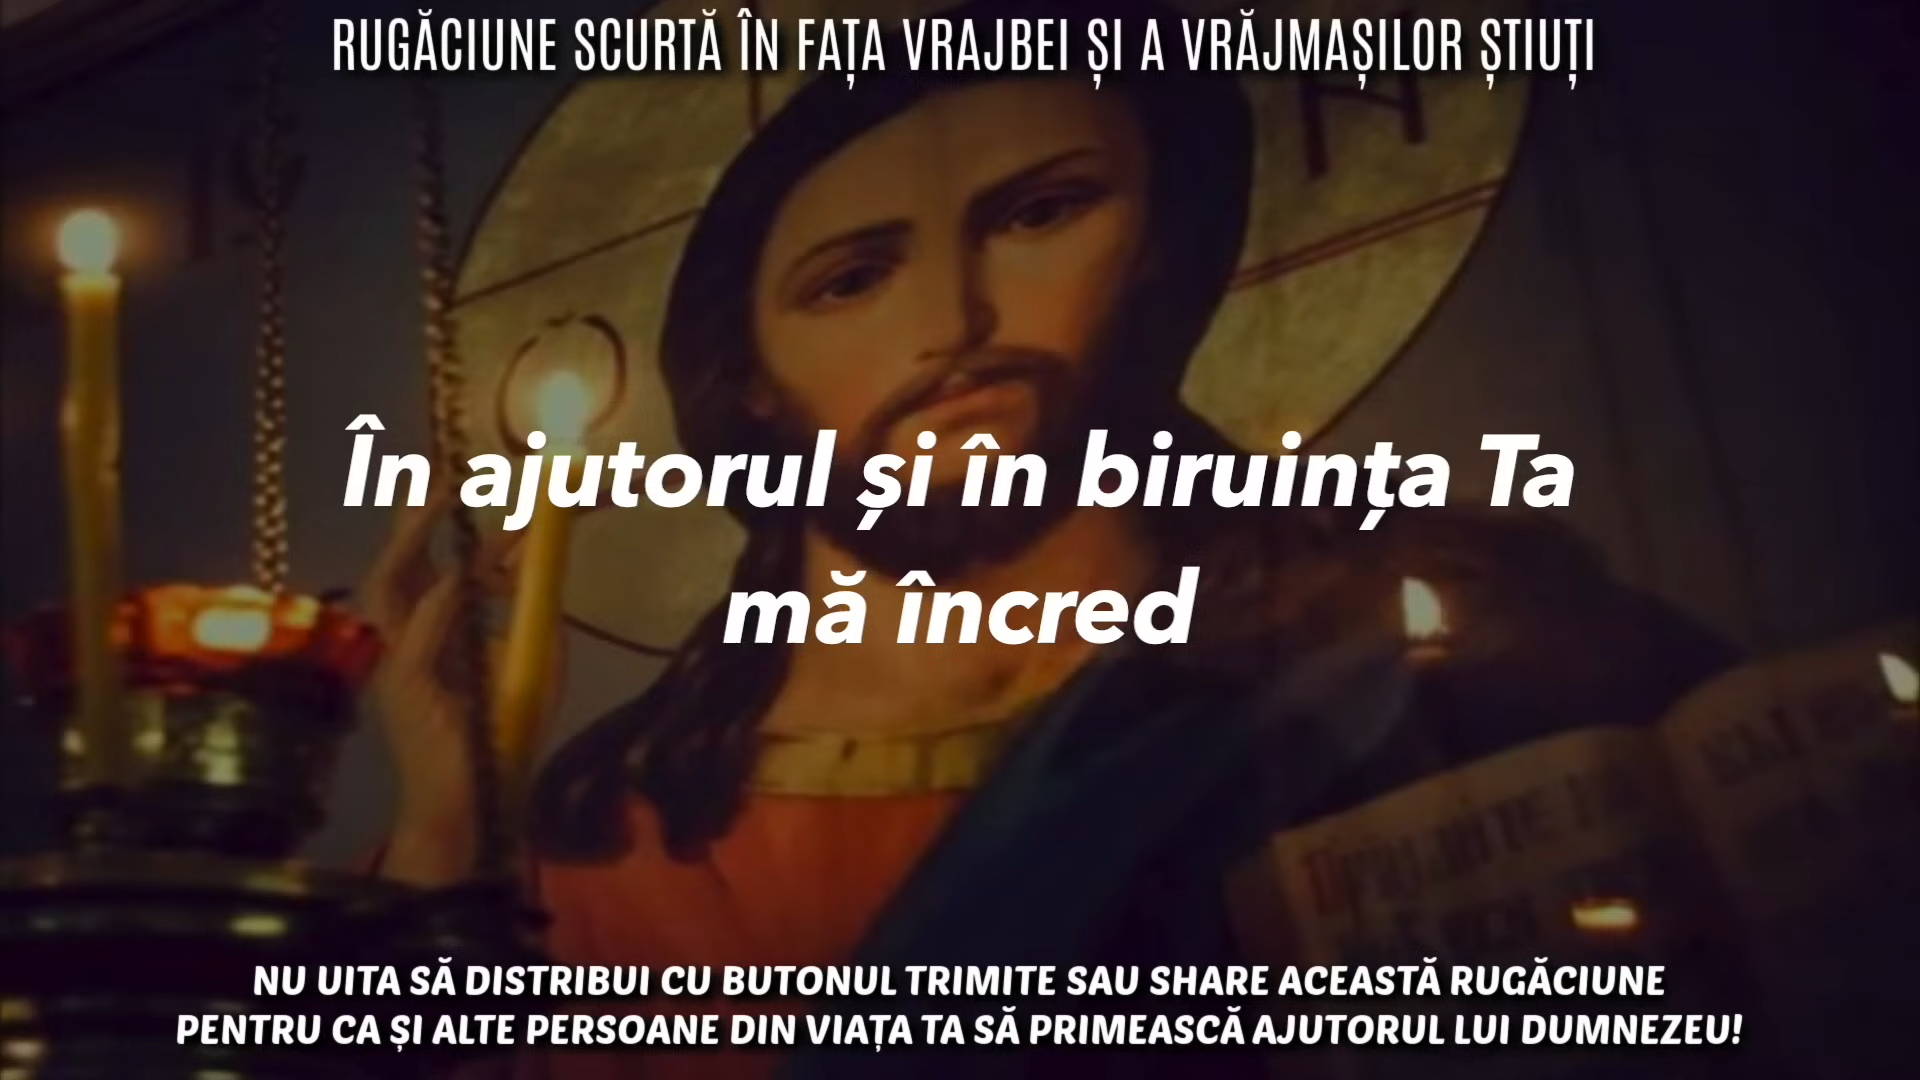 RUGĂCIUNE SCURTĂ ÎN FAȚA VRAJBEI ȘI A VRĂJMAȘILOR ȘTIUȚI
În ajutorul și în biruința Ta
mă încred
NU UITA SĂ DISTRIBUI CU BUTONUL TRIMITE SAU SHARE ACEASTĂ RUGĂCIUNE
PENTRU CA ȘI ALTE PERSOANE DIN VIAȚA TA SĂ PRIMEASCĂ AJUTORUL LUI DUMNEZEU!